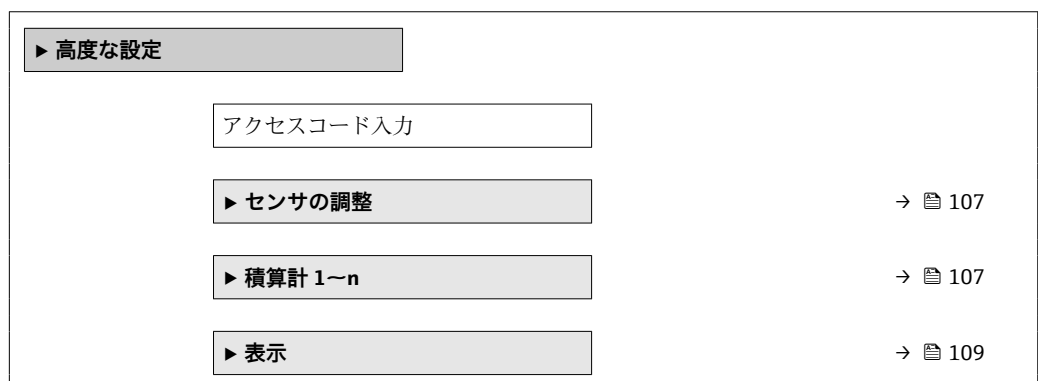 ▶ 高度な設定
アクセスコード入力
▶ センサの調整 → 🖹 107
▶ 積算計 1〜n → 🖹 107
▶ 表示 → 🖹 109